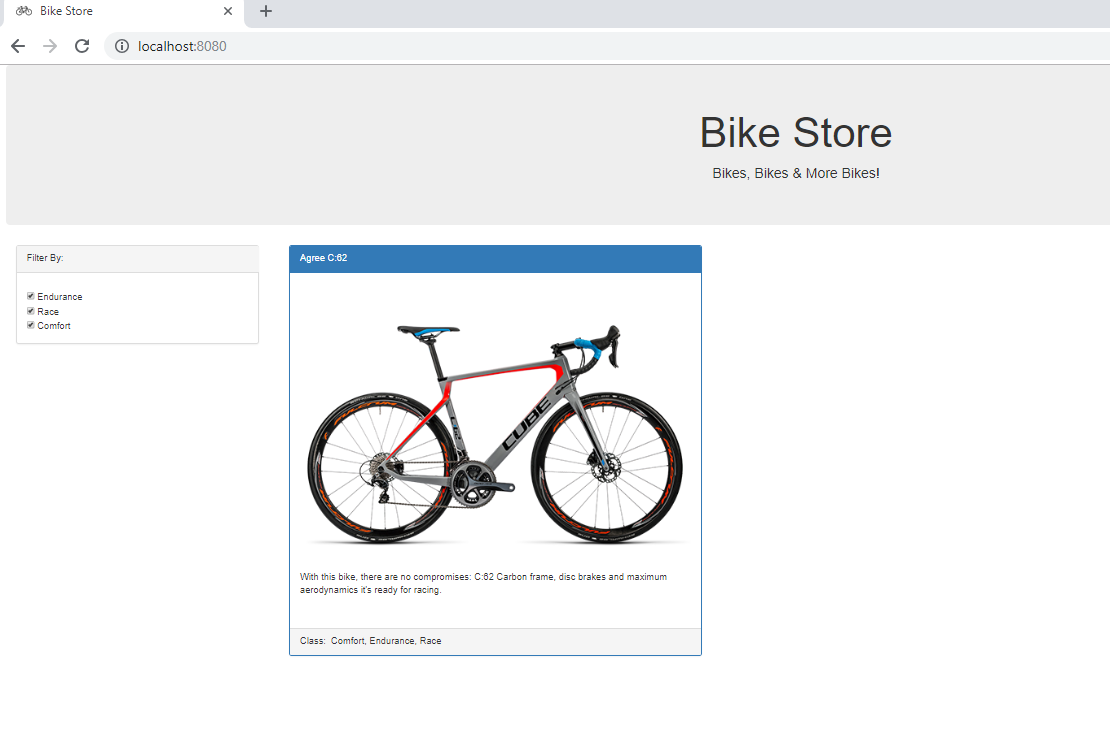 Bike Store
localhost:8080
Bike Store
Bikes, Bikes & More Bikes!
Filter By:
Endurance
Race
Comfort
Agree C:62
CUBE
With this bike, there are no compromises: C:62 Carbon frame, disc brakes and maximum
aerodynamics it's ready for racing.
Class: Comfort, Endurance, Race